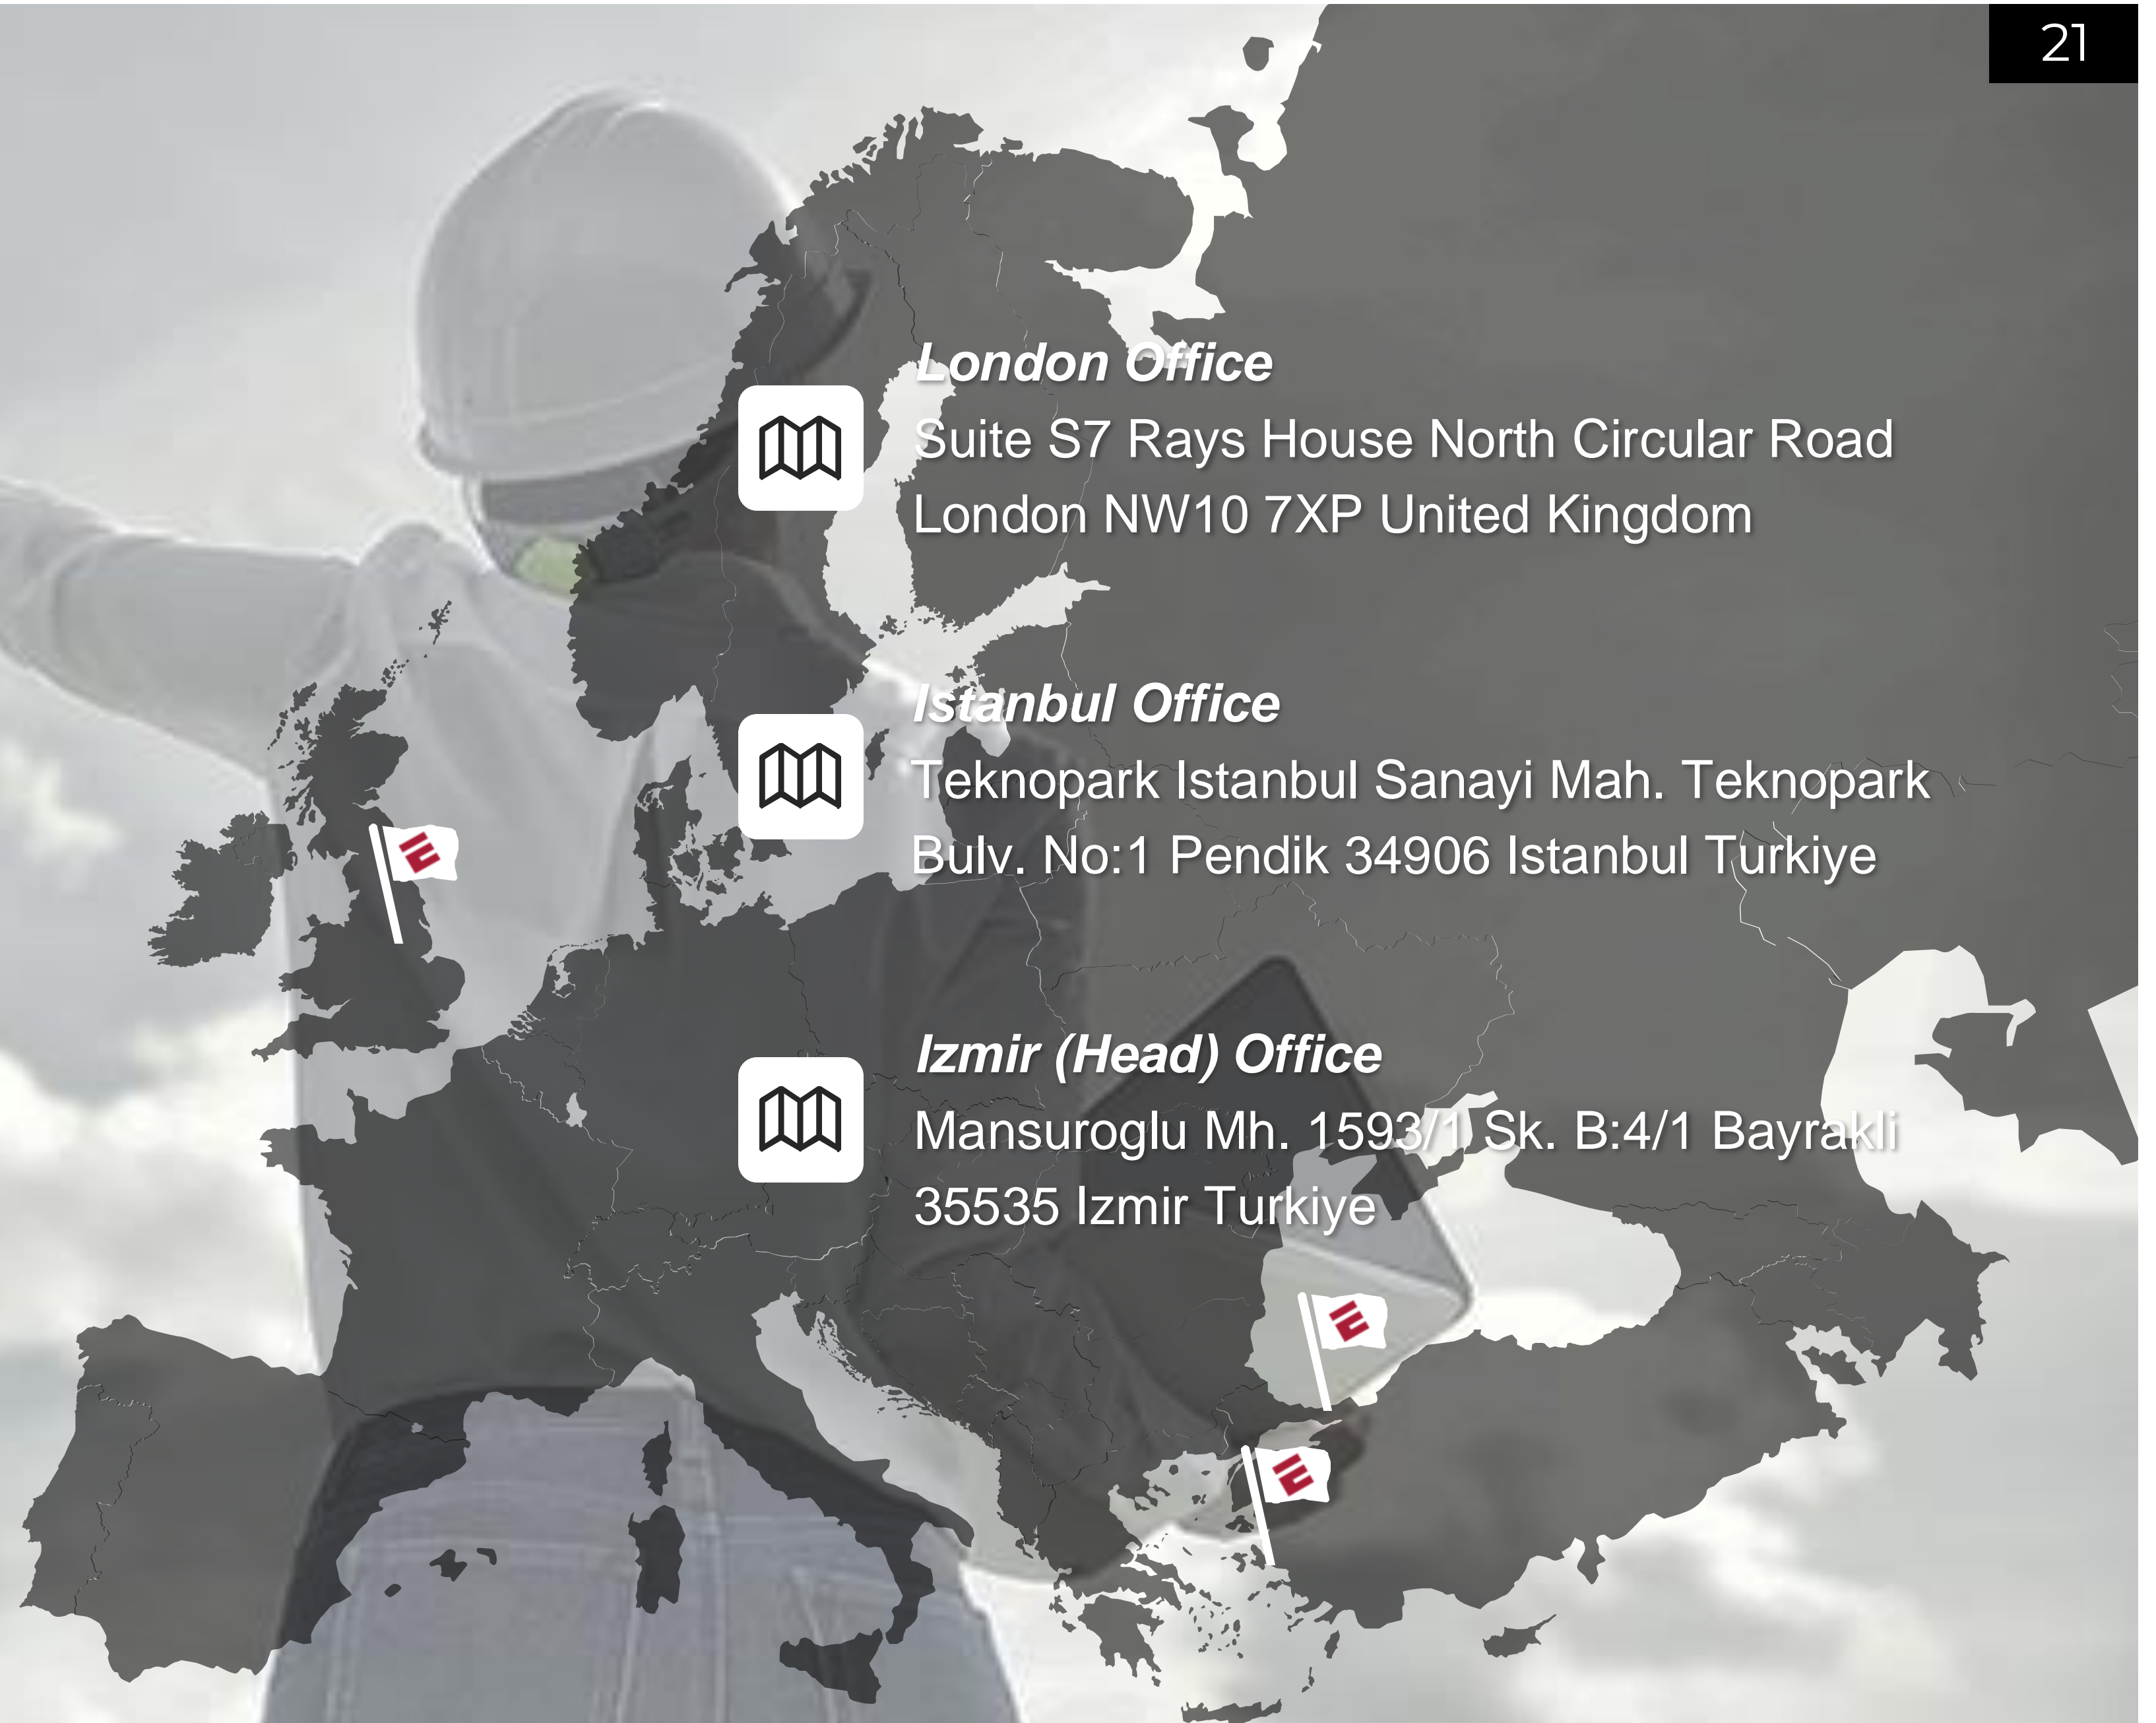 21
London Office
Suite S7 Rays House North Circular Road
London NW10 7XP United Kingdom
Istanbul Office
Teknopark Istanbul Sanayi Mah. Teknopark
Bulv. No:1 Pendik 34906 Istanbul Turkiye
Izmir (Head) Office
Mansuroglu Mh. 1593/1 Sk. B:4/1 Bayrakli
35535 Izmir Turkiye